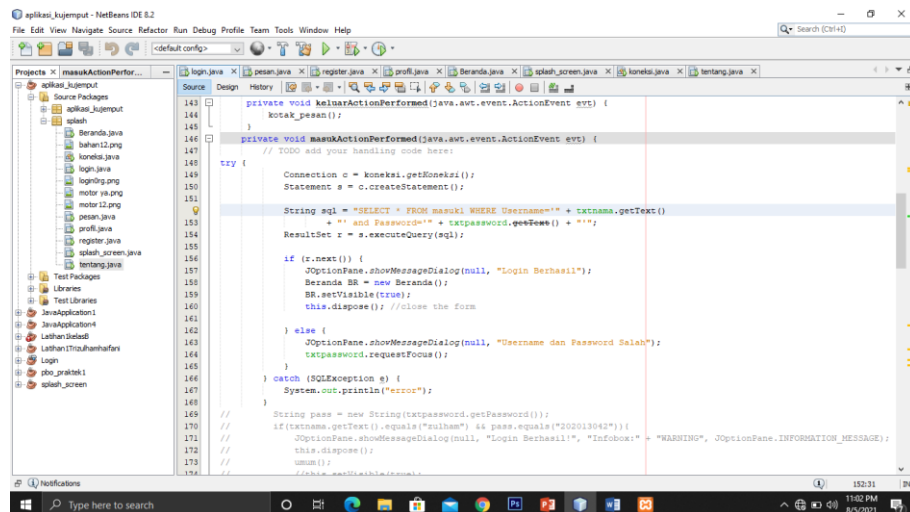 aplikasi_kujemput - NetBeans IDE 8.2
File Edit View Navigate Source Refactor Run Debug Profile Team Tools Window Help
Search (Ctrl+I)
<default config>
Projects × masukActionPerfor...
login.java × pesan.java × register.java × profil.java × Beranda.java × splash_screen.java × koneksi.java × tentang.java ×
Source Design History
aplikasi_kujemput
Source Packages
aplikasi_kujemput
splash
Beranda.java
bahan12.png
koneksi.java
login.java
login0rg.png
motor ya.png
motor12.png
pesan.java
profil.java
register.java
splash_screen.java
tentang.java
Test Packages
Libraries
Test Libraries
JavaApplication1
JavaApplication4
Latihan1kelasB
Latihan1Trizulhamhaifani
Login
pbo_praktek1
splash_screen
143 private void keluarActionPerformed(java.awt.event.ActionEvent evt) {
144 kotak_pesan();
145 }
146 private void masukActionPerformed(java.awt.event.ActionEvent evt) {
147 // TODO add your handling code here:
148 try {
149 Connection c = koneksi.getKoneksi();
150 Statement s = c.createStatement();
151
String sql = "SELECT * FROM masuk1 WHERE Username='" + txtnama.getText()
153 + "' and Password='" + txtpassword.getText() + "'";
154 ResultSet r = s.executeQuery(sql);
155
156 if (r.next()) {
157 JOptionPane.showMessageDialog(null, "Login Berhasil");
158 Beranda BR = new Beranda();
159 BR.setVisible(true);
160 this.dispose(); //close the form
161
162 } else {
163 JOptionPane.showMessageDialog(null, "Username dan Password Salah");
164 txtpassword.requestFocus();
165 }
166 } catch (SQLException e) {
167 System.out.println("error");
168 }
169 // String pass = new String(txtpassword.getPassword());
170 // if(txtnama.getText().equals("zulham") && pass.equals("202013042")){
171 // JOptionPane.showMessageDialog(null, "Login Berhasil!", "Infobox:" + "WARNING", JOptionPane.INFORMATION_MESSAGE);
172 // this.dispose();
173 // umum();
174 // //this.setVisible(true);
Notifications
1
152:31
IN
Type here to search
11:02 PM
8/5/2021